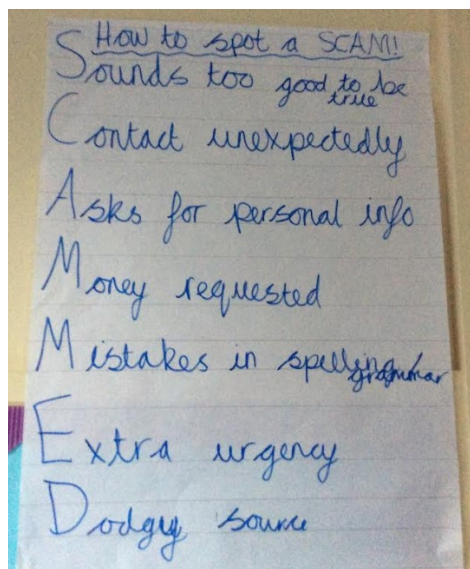 How to spot a SCAM!
Sounds too good to be true
Contact unexpectedly
Asks for personal info
Money requested
Mistakes in spelling/grammar
Extra urgency
Dodgy source